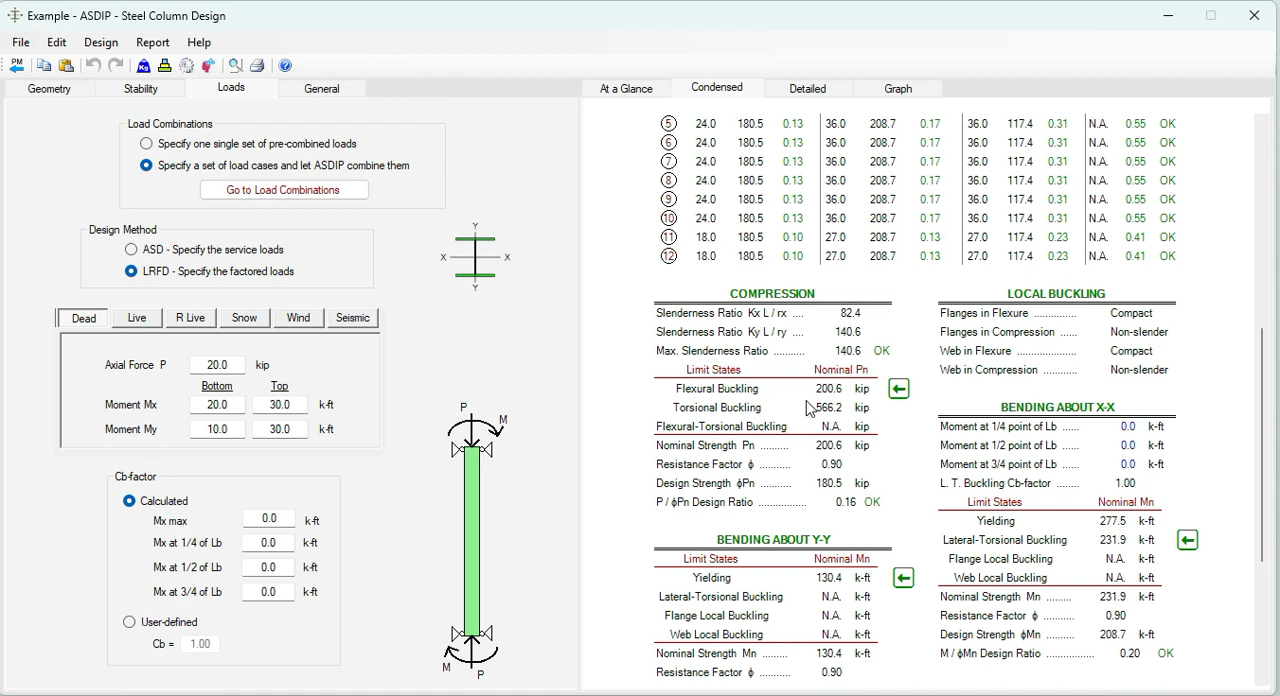 Example - ASDIP - Steel Column Design
File Edit Design Report Help
PM Kg
Geometry Stability Loads General
Load Combinations
Specify one single set of pre-combined loads
Specify a set of load cases and let ASDIP combine them
Go to Load Combinations
Design Method
ASD - Specify the service loads
LRFD - Specify the factored loads
Y
X X
Y
Dead Live R Live Snow Wind Seismic
Axial Force P 20.0 kip
Bottom Top
Moment Mx 20.0 30.0 k-ft
Moment My 10.0 30.0 k-ft
Cb-factor
Calculated
Mx max 0.0 k-ft
Mx at 1/4 of Lb 0.0 k-ft
Mx at 1/2 of Lb 0.0 k-ft
Mx at 3/4 of Lb 0.0 k-ft
User-defined
Cb = 1.00
P
M
M
P
At a Glance Condensed Detailed Graph
5 24.0 180.5 0.13 36.0 208.7 0.17 36.0 117.4 0.31 N.A. 0.55 OK
6 24.0 180.5 0.13 36.0 208.7 0.17 36.0 117.4 0.31 N.A. 0.55 OK
7 24.0 180.5 0.13 36.0 208.7 0.17 36.0 117.4 0.31 N.A. 0.55 OK
8 24.0 180.5 0.13 36.0 208.7 0.17 36.0 117.4 0.31 N.A. 0.55 OK
9 24.0 180.5 0.13 36.0 208.7 0.17 36.0 117.4 0.31 N.A. 0.55 OK
10 24.0 180.5 0.13 36.0 208.7 0.17 36.0 117.4 0.31 N.A. 0.55 OK
11 18.0 180.5 0.10 27.0 208.7 0.13 27.0 117.4 0.23 N.A. 0.41 OK
12 18.0 180.5 0.10 27.0 208.7 0.13 27.0 117.4 0.23 N.A. 0.41 OK
COMPRESSION
Slenderness Ratio Kx L / rx .... 82.4
Slenderness Ratio Ky L / ry .... 140.6
Max. Slenderness Ratio ........... 140.6 OK
Limit States Nominal Pn
Flexural Buckling 200.6 kip
Torsional Buckling 566.2 kip
Flexural-Torsional Buckling N.A. kip
Nominal Strength Pn ......... 200.6 kip
Resistance Factor ϕ ........... 0.90
Design Strength ϕPn ........... 180.5 kip
P / ϕPn Design Ratio ................. 0.16 OK
BENDING ABOUT Y-Y
Limit States Nominal Mn
Yielding 130.4 k-ft
Lateral-Torsional Buckling N.A. k-ft
Flange Local Buckling N.A. k-ft
Web Local Buckling N.A. k-ft
Nominal Strength Mn ......... 130.4 k-ft
Resistance Factor ϕ ........... 0.90
LOCAL BUCKLING
Flanges in Flexure ............... Compact
Flanges in Compression ...... Non-slender
Web in Flexure ..................... Compact
Web in Compression ............ Non-slender
BENDING ABOUT X-X
Moment at 1/4 point of Lb ...... 0.0 k-ft
Moment at 1/2 point of Lb ...... 0.0 k-ft
Moment at 3/4 point of Lb ...... 0.0 k-ft
L. T. Buckling Cb-factor ........ 1.00
Limit States Nominal Mn
Yielding 277.5 k-ft
Lateral-Torsional Buckling 231.9 k-ft
Flange Local Buckling N.A. k-ft
Web Local Buckling N.A. k-ft
Nominal Strength Mn ......... 231.9 k-ft
Resistance Factor ϕ ........... 0.90
Design Strength ϕMn .......... 208.7 k-ft
M / ϕMn Design Ratio ................. 0.20 OK